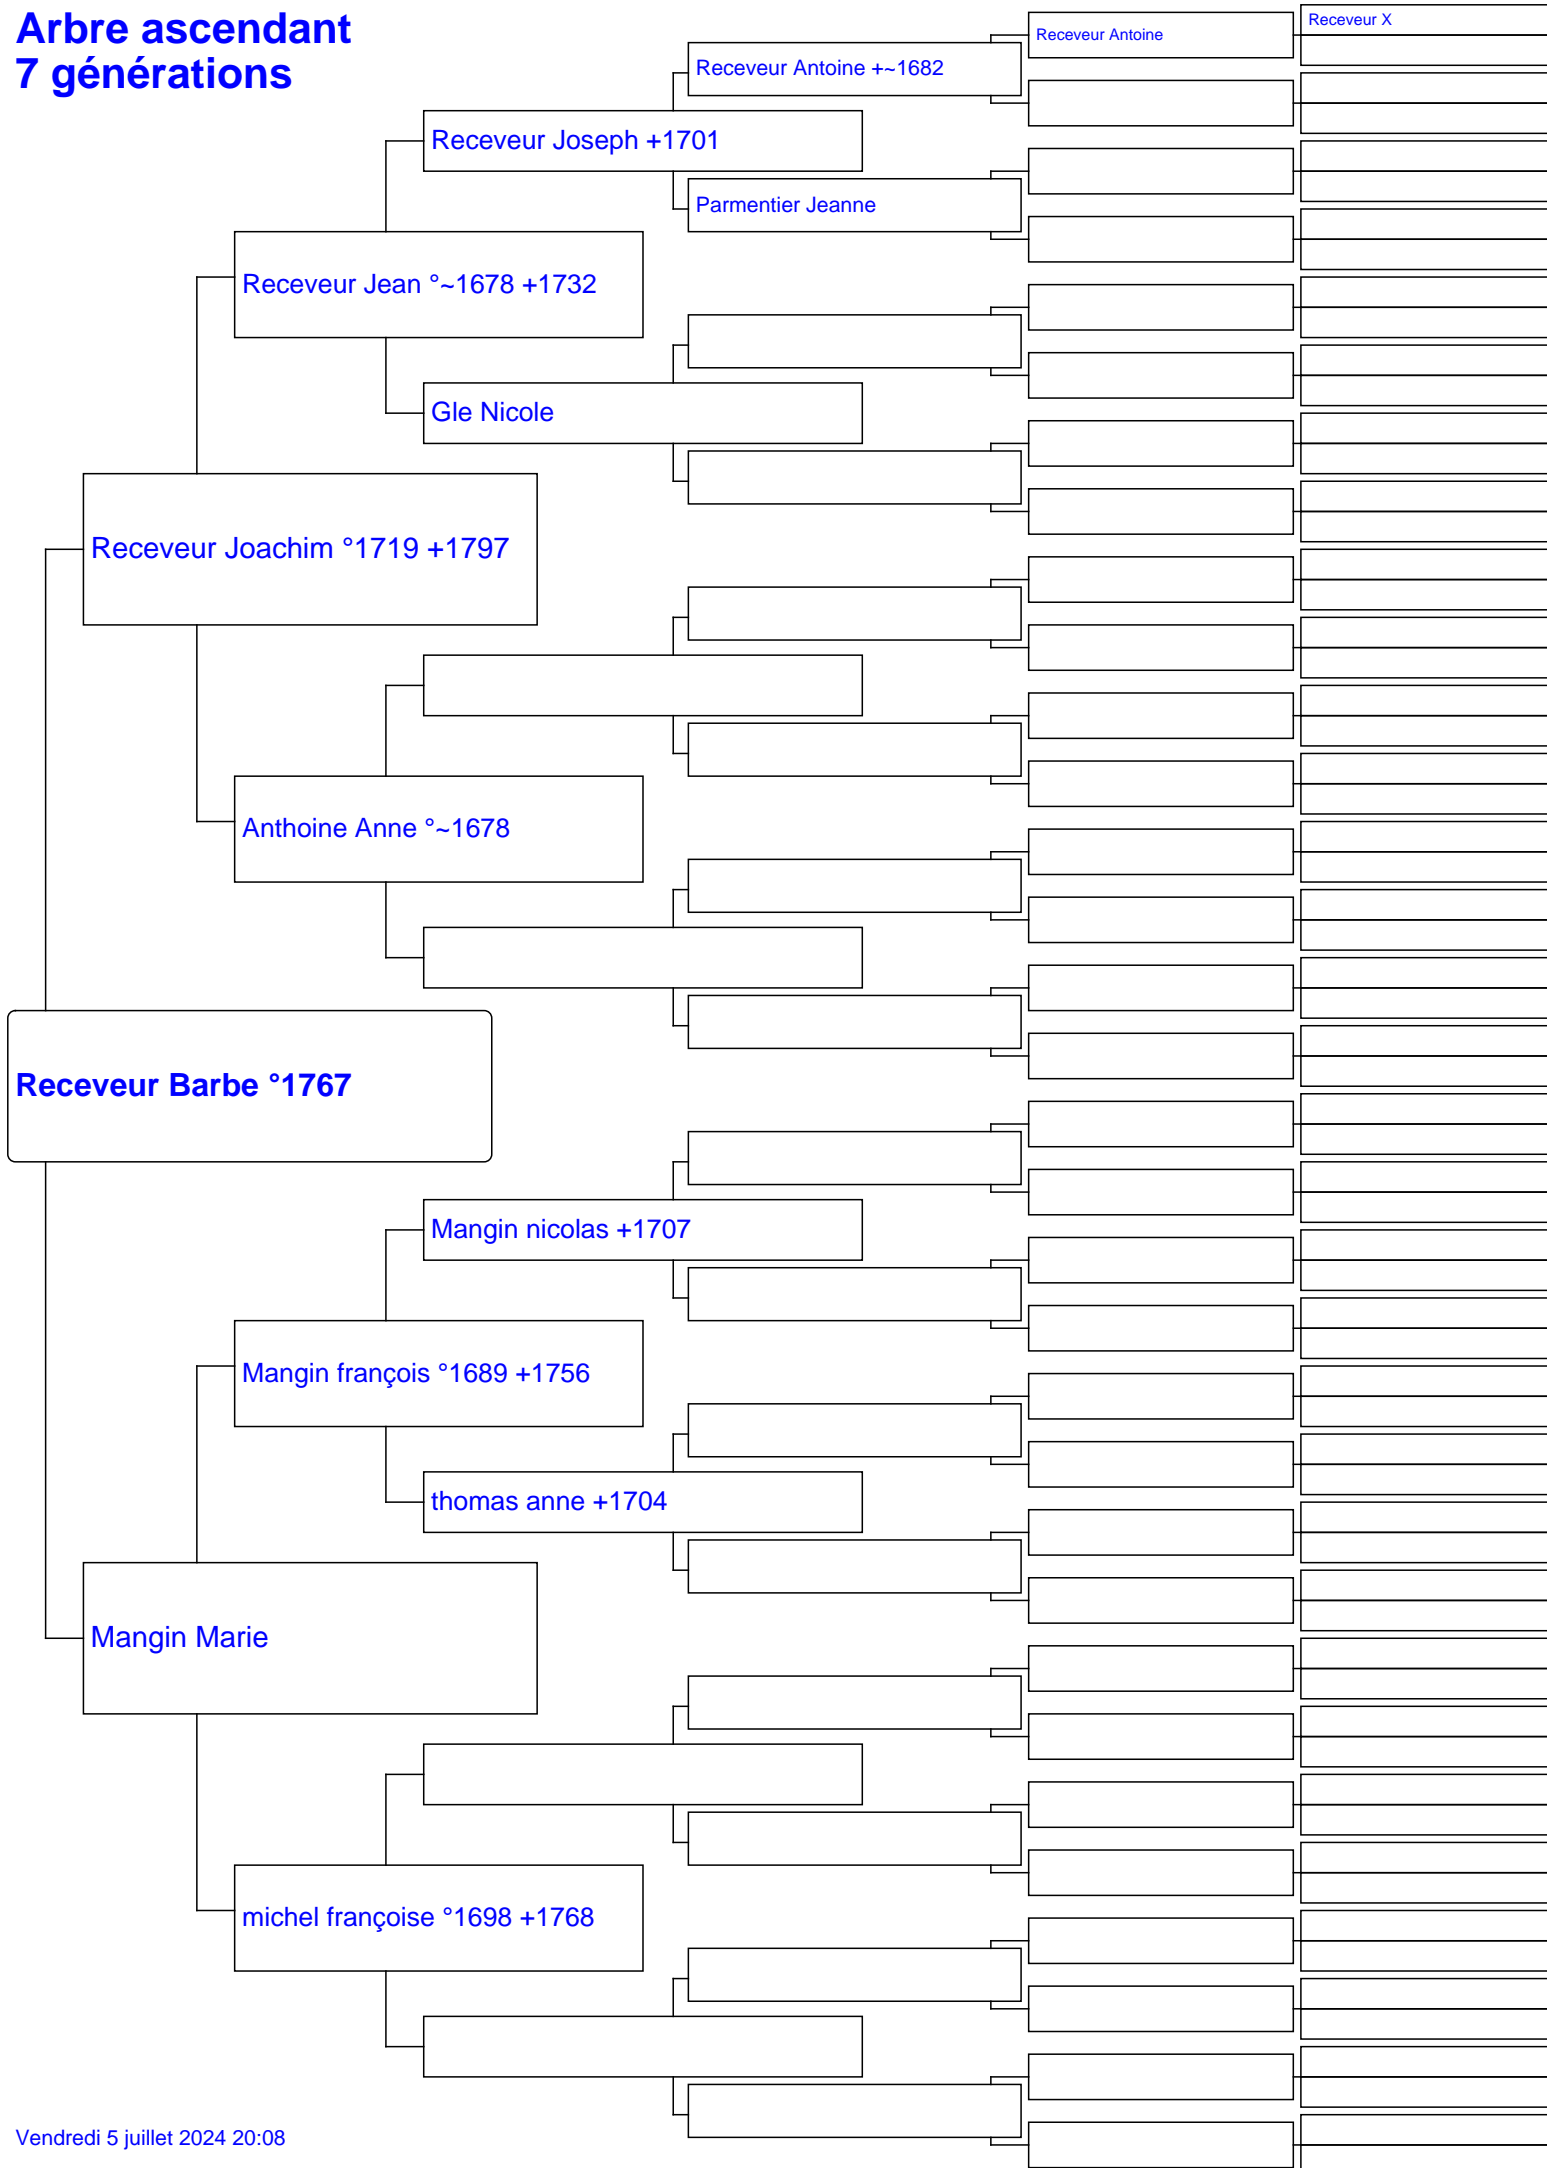 Arbre ascendant
7 générations
Receveur X
Receveur Antoine
Receveur Antoine +~1682
Receveur Joseph +1701
Parmentier Jeanne
Receveur Jean °~1678 +1732
Gle Nicole
Receveur Joachim °1719 +1797
Anthoine Anne °~1678
Receveur Barbe °1767
Mangin nicolas +1707
Mangin françois °1689 +1756
thomas anne +1704
Mangin Marie
michel françoise °1698 +1768
Vendredi 5 juillet 2024 20:08